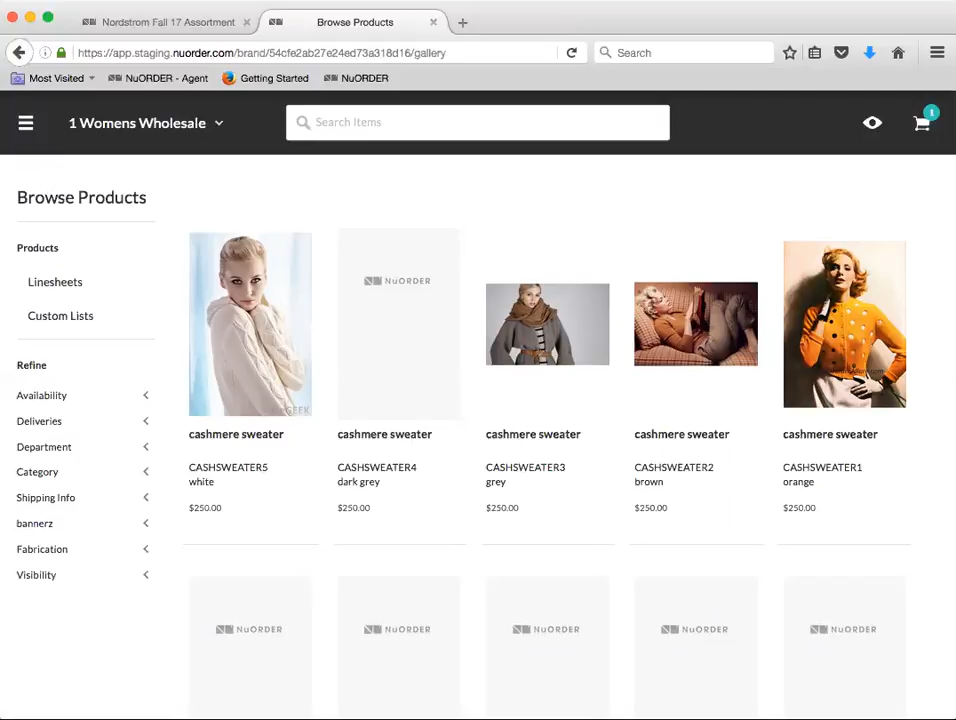 Nordstrom Fall 17 Assortment
Browse Products
https://app.staging.nuorder.com/brand/54cfe2ab27e24ed73a318d16/gallery
Search
Most Visited
NuORDER - Agent
Getting Started
NuORDER
1 Womens Wholesale
Search Items
1
Browse Products
Products
Linesheets
Custom Lists
Refine
Availability
Deliveries
Department
Category
Shipping Info
bannerz
Fabrication
Visibility
GEEK
cashmere sweater
CASHSWEATER5
white
$250.00
NUORDER
cashmere sweater
CASHSWEATER4
dark grey
$250.00
cashmere sweater
CASHSWEATER3
grey
$250.00
cashmere sweater
CASHSWEATER2
brown
$250.00
cashmere sweater
CASHSWEATER1
orange
$250.00
NUORDER
NUORDER
NUORDER
NUORDER
NUORDER